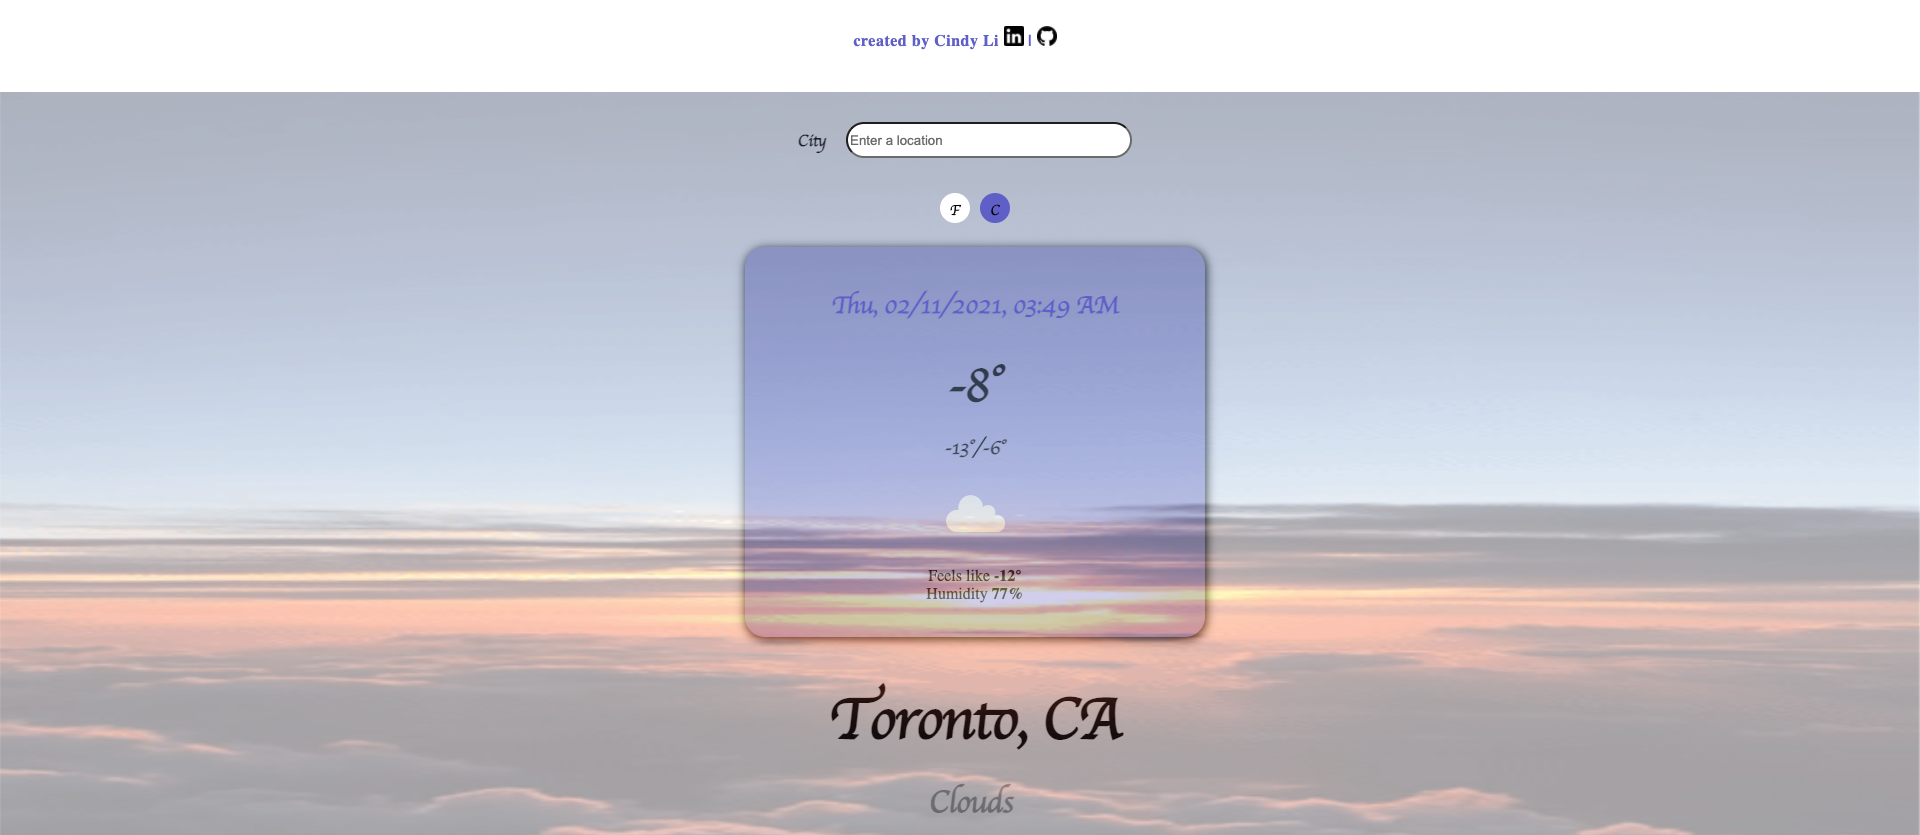 created by Cindy Li in |
City Enter a location
F C
Thu, 02/11/2021, 03:49 AM
-8°
-13°/-6°
Feels like -12°
Humidity 77%
Toronto, CA
Clouds